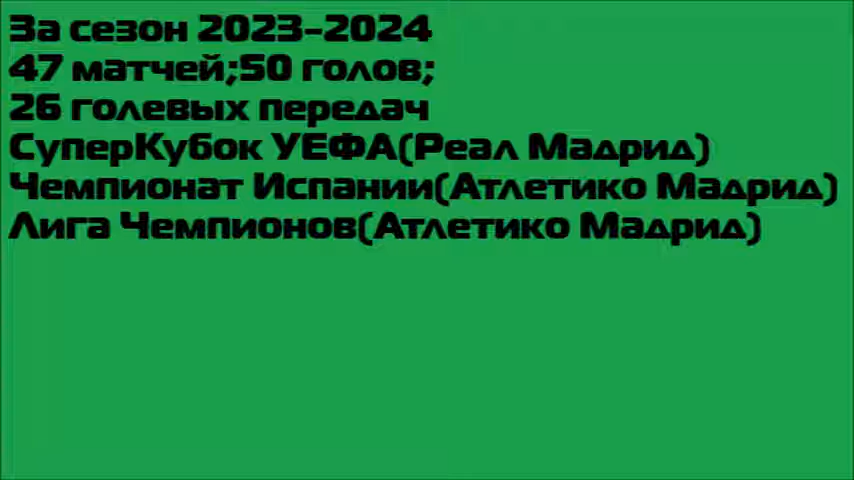 За сезон 2023-2024
47 матчей;50 голов;
26 голевых передач
СуперКубок УЕФА(Реал Мадрид)
Чемпионат Испании(Атлетико Мадрид)
Лига Чемпионов(Атлетико Мадрид)